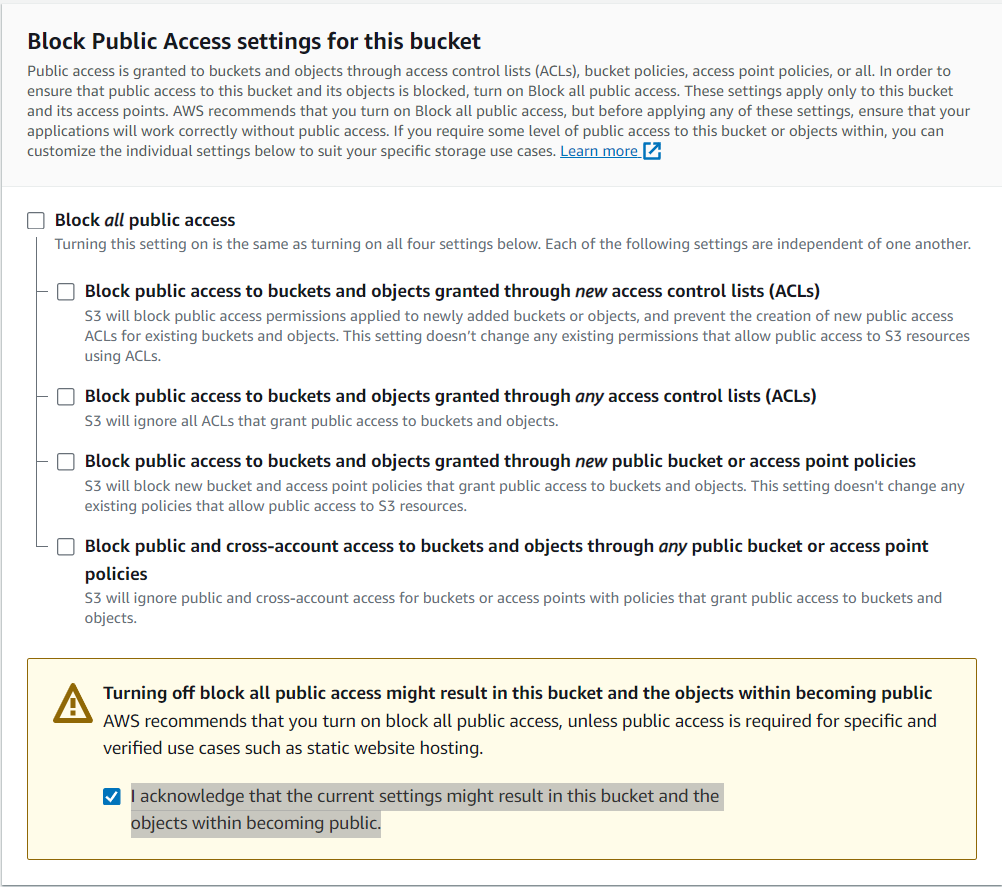 Block Public Access settings for this bucket
Public access is granted to buckets and objects through access control lists (ACLs), bucket policies, access point policies, or all. In order to
ensure that public access to this bucket and its objects is blocked, turn on Block all public access. These settings apply only to this bucket
and its access points. AWS recommends that you turn on Block all public access, but before applying any of these settings, ensure that your
applications will work correctly without public access. If you require some level of public access to this bucket or objects within, you can
customize the individual settings below to suit your specific storage use cases. Learn more
Block all public access
Turning this setting on is the same as turning on all four settings below. Each of the following settings are independent of one another.
Block public access to buckets and objects granted through new access control lists (ACLs)
S3 will block public access permissions applied to newly added buckets or objects, and prevent the creation of new public access
ACLs for existing buckets and objects. This setting doesn't change any existing permissions that allow public access to S3 resources
using ACLs.
Block public access to buckets and objects granted through any access control lists (ACLs)
S3 will ignore all ACLs that grant public access to buckets and objects.
Block public access to buckets and objects granted through new public bucket or access point policies
S3 will block new bucket and access point policies that grant public access to buckets and objects. This setting doesn't change any
existing policies that allow public access to S3 resources.
Block public and cross-account access to buckets and objects through any public bucket or access point
policies
S3 will ignore public and cross-account access for buckets or access points with policies that grant public access to buckets and
objects.
Turning off block all public access might result in this bucket and the objects within becoming public
AWS recommends that you turn on block all public access, unless public access is required for specific and
verified use cases such as static website hosting.
I acknowledge that the current settings might result in this bucket and the
objects within becoming public.